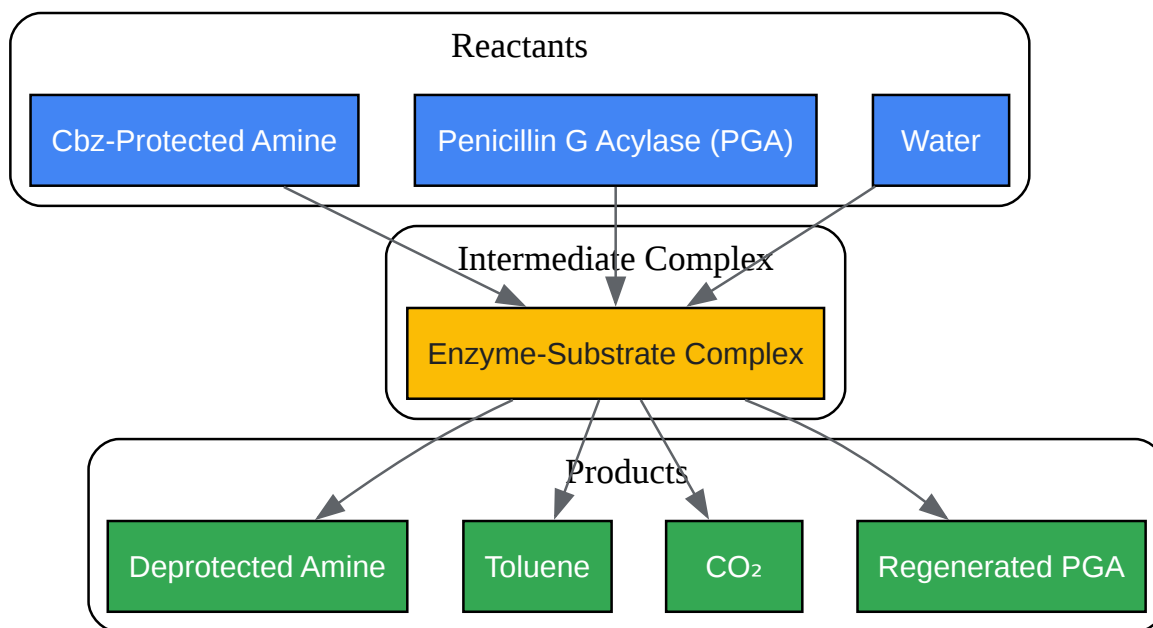 Reactants
Cbz-Protected Amine
Penicillin G Acylase (PGA)
Water
Intermediate Complex
Enzyme-Substrate Complex
Products
Deprotected Amine
Toluene
CO₂
Regenerated PGA